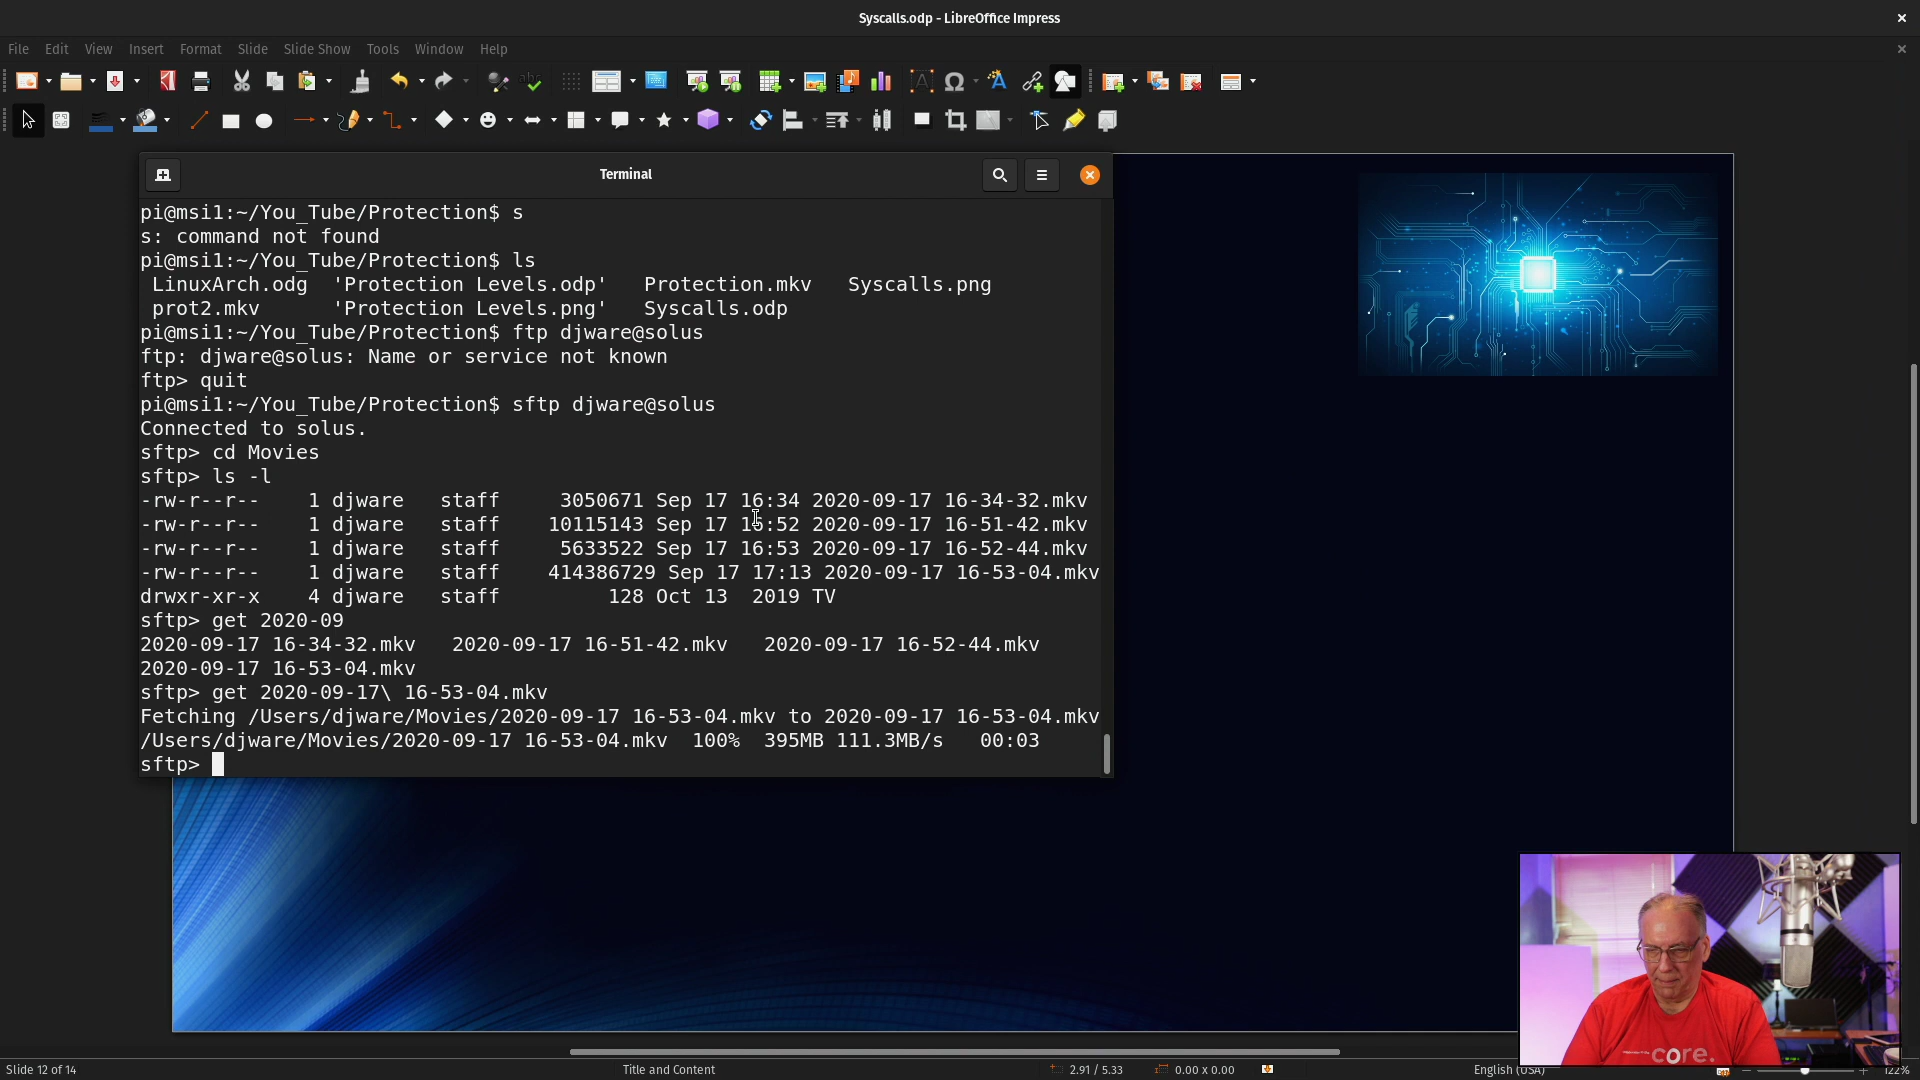 Syscalls.odp - LibreOffice Impress
File Edit View Insert Format Slide Slide Show Tools Window Help
Terminal
pi@msi1:~/You_Tube/Protection$ s
s: command not found
pi@msi1:~/You_Tube/Protection$ ls
LinuxArch.odg 'Protection Levels.odp' Protection.mkv Syscalls.png
prot2.mkv 'Protection Levels.png' Syscalls.odp
pi@msi1:~/You_Tube/Protection$ ftp djware@solus
ftp: djware@solus: Name or service not known
ftp> quit
pi@msi1:~/You_Tube/Protection$ sftp djware@solus
Connected to solus.
sftp> cd Movies
sftp> ls -l
-rw-r--r-- 1 djware staff 3050671 Sep 17 16:34 2020-09-17 16-34-32.mkv
-rw-r--r-- 1 djware staff 10115143 Sep 17 16:52 2020-09-17 16-51-42.mkv
-rw-r--r-- 1 djware staff 5633522 Sep 17 16:53 2020-09-17 16-52-44.mkv
-rw-r--r-- 1 djware staff 414386729 Sep 17 17:13 2020-09-17 16-53-04.mkv
drwxr-xr-x 4 djware staff 128 Oct 13 2019 TV
sftp> get 2020-09
2020-09-17 16-34-32.mkv 2020-09-17 16-51-42.mkv 2020-09-17 16-52-44.mkv
2020-09-17 16-53-04.mkv
sftp> get 2020-09-17\ 16-53-04.mkv
Fetching /Users/djware/Movies/2020-09-17 16-53-04.mkv to 2020-09-17 16-53-04.mkv
/Users/djware/Movies/2020-09-17 16-53-04.mkv 100% 395MB 111.3MB/s 00:03
sftp>
core.
Slide 12 of 14 Title and Content 2.91 / 5.33 0.00 x 0.00 English (USA) 122%